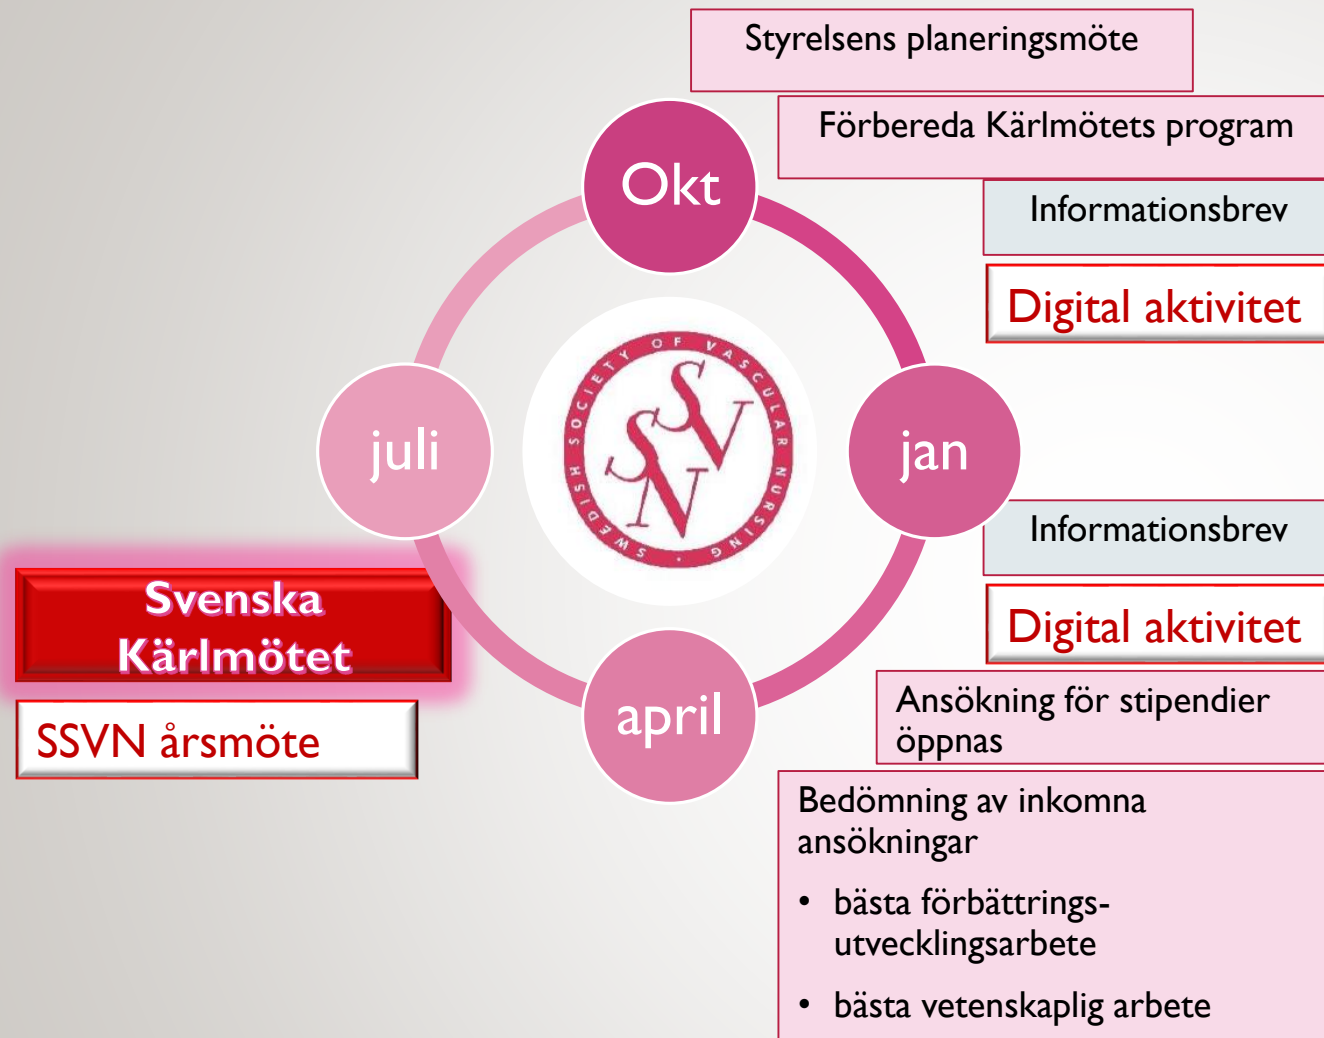 Styrelsens planeringsmöte
Förbereda Kärlmötets program
Okt
Informationsbrev
Digital aktivitet
SWEDISH SOCIETY OF VASCULAR NURSING
SSVN
juli
jan
Informationsbrev
Svenska
Kärlmötet
Digital aktivitet
april
Ansökning för stipendier
öppnas
SSVN årsmöte
Bedömning av inkomna
ansökningar
• bästa förbättrings-
utvecklingsarbete
• bästa vetenskaplig arbete